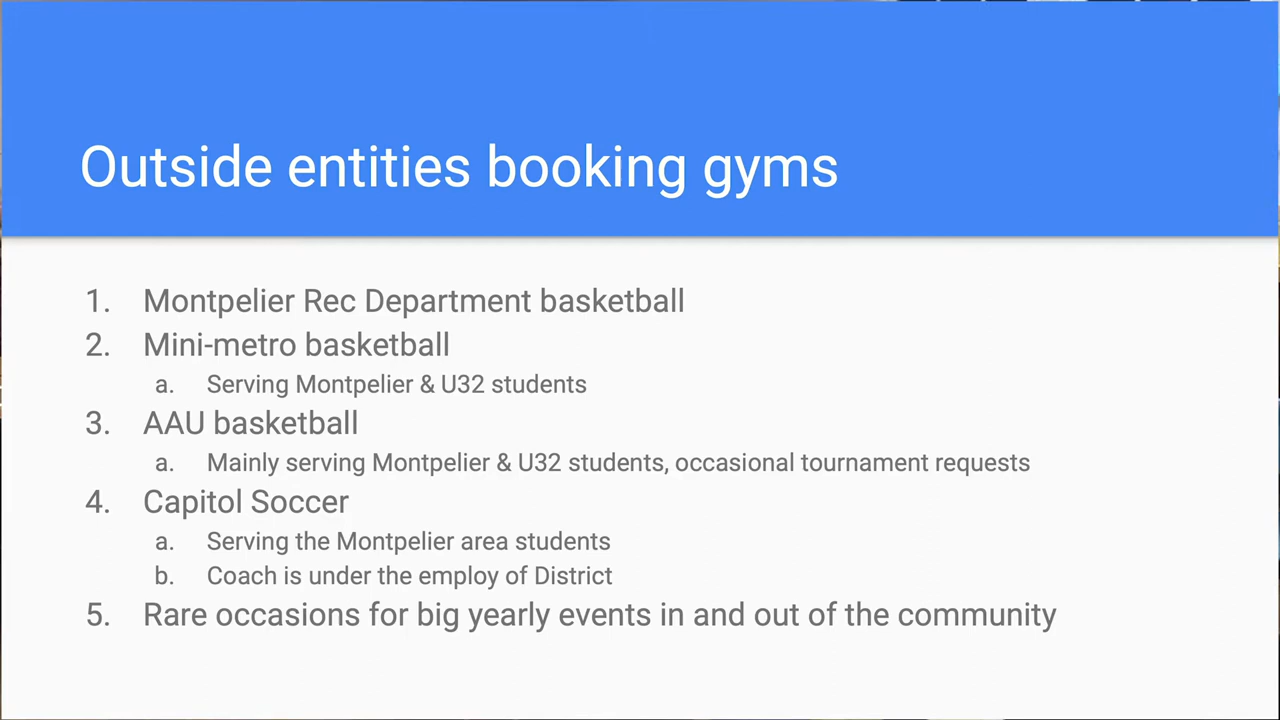 Outside entities booking gyms
1. Montpelier Rec Department basketball
2. Mini-metro basketball
a. Serving Montpelier & U32 students
3. AAU basketball
a. Mainly serving Montpelier & U32 students, occasional tournament requests
4. Capitol Soccer
a. Serving the Montpelier area students
b. Coach is under the employ of District
5. Rare occasions for big yearly events in and out of the community